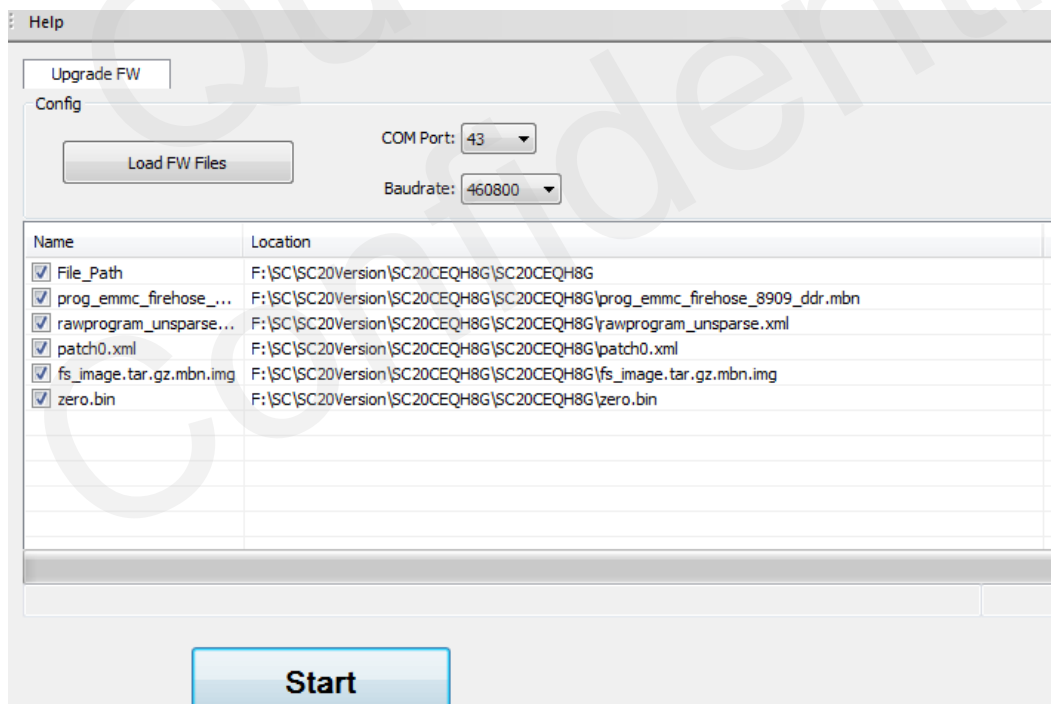 Help
Upgrade FW
Config
Load FW Files
COM Port: 43
Baudrate: 460800
Name Location
File_Path F:\SC\SC20Version\SC20CEQH8G\SC20CEQH8G
prog_emmc_firehose_... F:\SC\SC20Version\SC20CEQH8G\SC20CEQH8G\prog_emmc_firehose_8909_ddr.mbn
rawprogram_unsparse... F:\SC\SC20Version\SC20CEQH8G\SC20CEQH8G\rawprogram_unsparse.xml
patch0.xml F:\SC\SC20Version\SC20CEQH8G\SC20CEQH8G\patch0.xml
fs_image.tar.gz.mbn.img F:\SC\SC20Version\SC20CEQH8G\SC20CEQH8G\fs_image.tar.gz.mbn.img
zero.bin F:\SC\SC20Version\SC20CEQH8G\SC20CEQH8G\zero.bin
Start